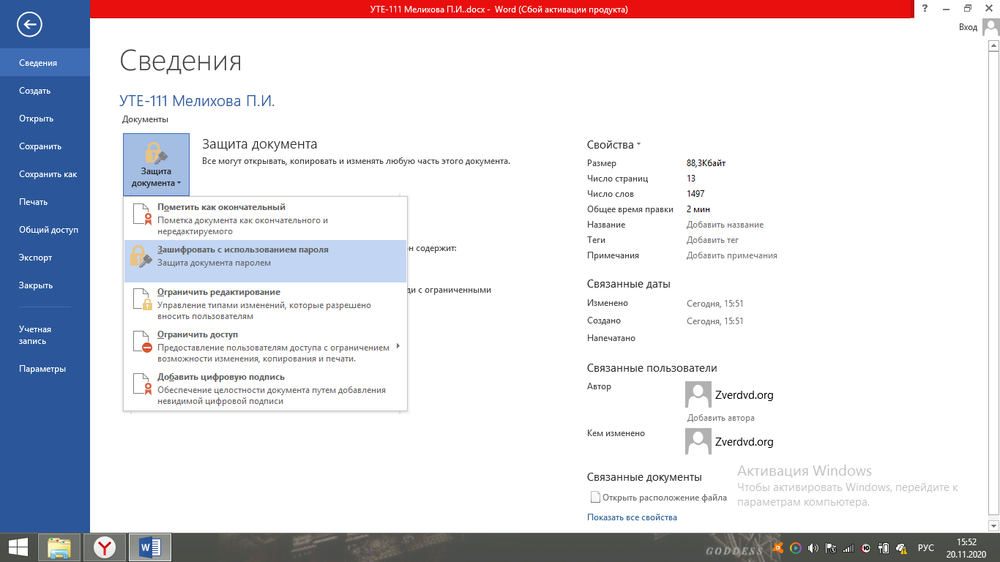 УТЕ-111 Мелихова П.И..docx - Word (Сбой активации продукта)
?
Вход
Сведения
Создать
Открыть
Сохранить
Сохранить как
Печать
Общий доступ
Экспорт
Закрыть
Учетная
запись
Параметры
Сведения
УТЕ-111 Мелихова П.И.
Документы
Защита
документа
Защита документа
Все могут открывать, копировать и изменять любую часть этого документа.
Пометить как окончательный
Пометка документа как окончательного и
нередактируемого
Зашифровать с использованием пароля
Защита документа паролем
он содержит:
Ограничить редактирование
Управление типами изменений, которые разрешено
вносить пользователям
ди с ограниченными
Ограничить доступ
Предоставление пользователям доступа с ограничением
возможности изменения, копирования и печати.
Добавить цифровую подпись
Обеспечение целостности документа путем добавления
невидимой цифровой подписи
Свойства
Размер 88,3Кбайт
Число страниц 13
Число слов 1497
Общее время правки 2 мин
Название Добавить название
Теги Добавить тег
Примечания Добавить примечания
Связанные даты
Изменено Сегодня, 15:51
Создано Сегодня, 15:51
Напечатано
Связанные пользователи
Автор Zverdvd.org
Добавить автора
Кем изменено Zverdvd.org
Связанные документы
Открыть расположение файла
Показать все свойства
Активация Windows
Чтобы активировать Windows, перейдите к
параметрам компьютера.
GODDESS
РУС
15:52
20.11.2020